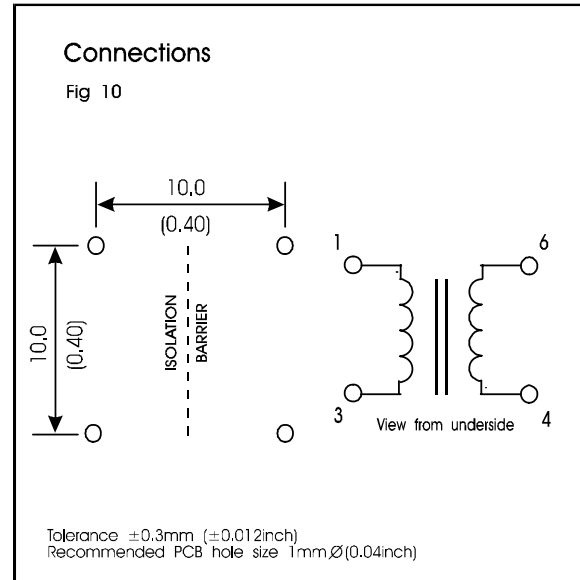 Connections
Fig 10
10.0
(0.40)
10.0
(0.40)
ISOLATION
BARRIER
1
6
3
4
View from underside
Tolerance ±0.3mm (±0.012inch)
Recommended PCB hole size 1mmØ(0.04inch)